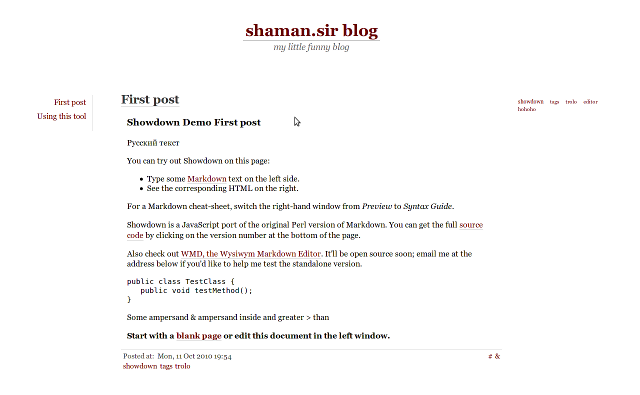 shaman.sir blog
my little funny blog
First post
Using this tool
First post
Showdown Demo First post
Русский текст
You can try out Showdown on this page:
• Type some Markdown text on the left side.
• See the corresponding HTML on the right.
For a Markdown cheat-sheet, switch the right-hand window from Preview to Syntax Guide.
Showdown is a JavaScript port of the original Perl version of Markdown. You can get the full source
code by clicking on the version number at the bottom of the page.
Also check out WMD, the Wysiwym Markdown Editor. It'll be open source soon; email me at the
address below if you'd like to help me test the standalone version.
public class TestClass {
public void testMethod();
}
Some ampersand & ampersand inside and greater > than
Start with a blank page or edit this document in the left window.
Posted at: Mon, 11 Oct 2010 19:54 # &
showdown tags trolo
showdown tags trolo editor
hohoho